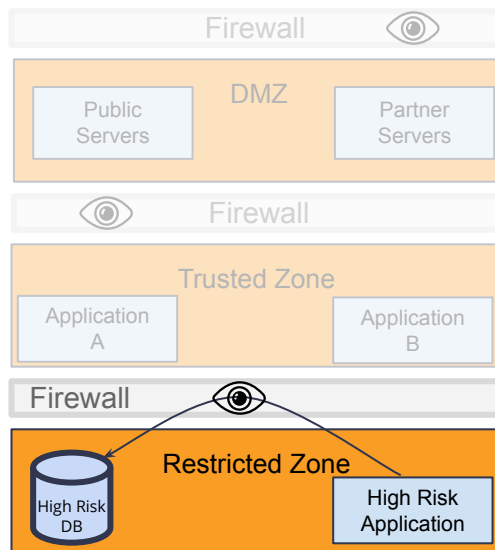 Firewall
DMZ
Public
Servers
Partner
Servers
Firewall
Trusted Zone
Application
A
Application
B
Firewall
Restricted Zone
High Risk
DB
High Risk
Application